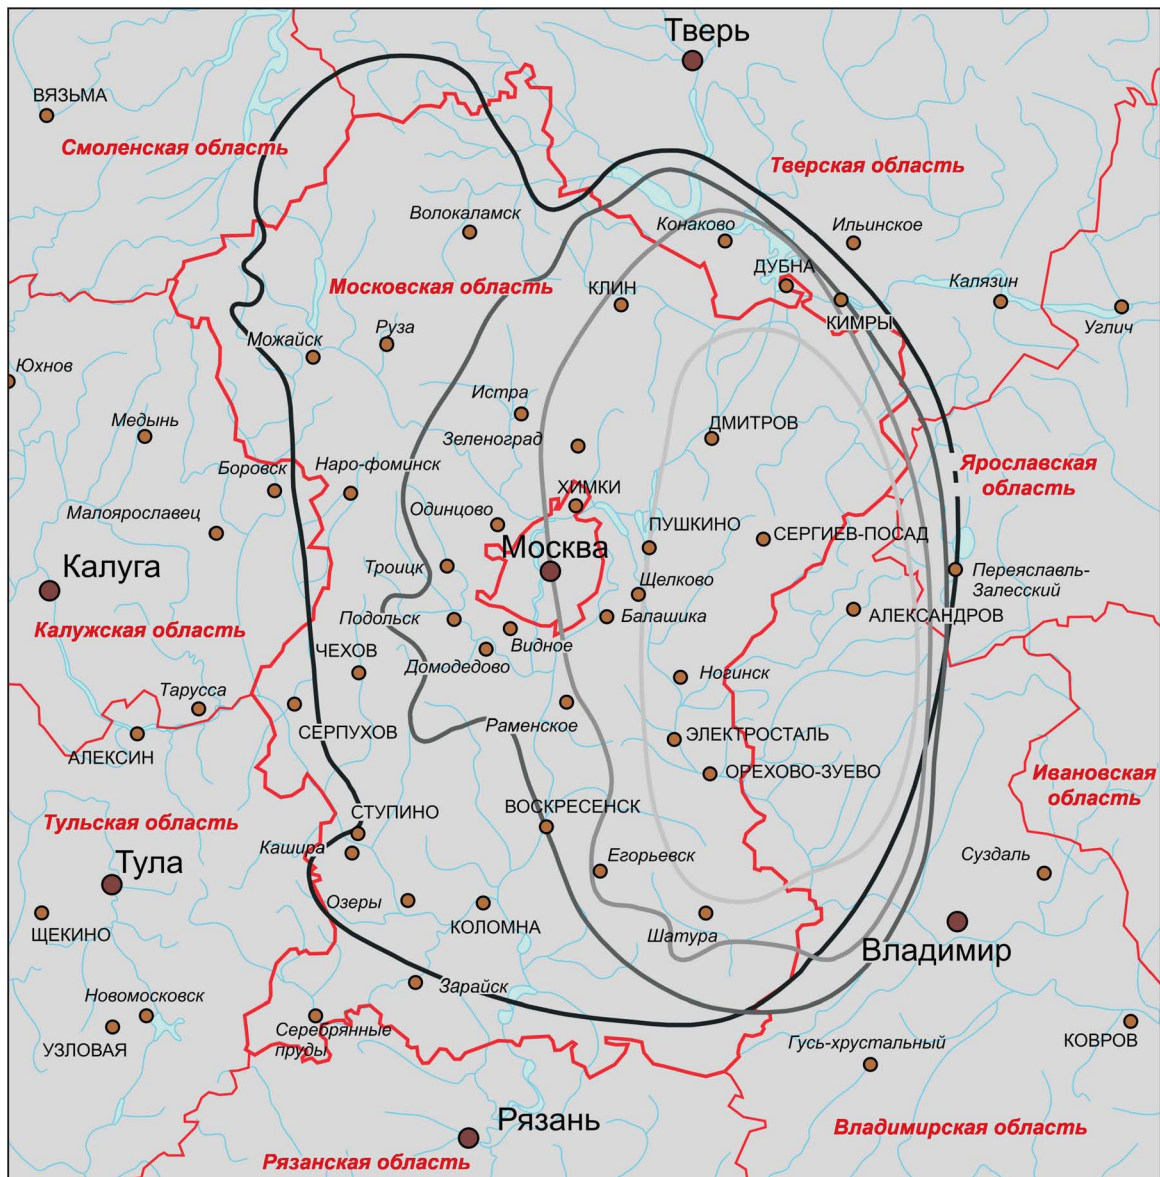 Тверь
ВЯЗЬМА
Смоленская область
Тверская область
Волокаламск
Конаково
Ильинское
ДУБНА
Московская область
КЛИН
Калязин
КИМРЫ
Углич
Руза
Можайск
Юхнов
Истра
Медынь
Зеленоград
ДМИТРОВ
Боровск
Наро-фоминск
Ярославская
область
ХИМКИ
Малоярославец
Одинцово
ПУШКИНО
СЕРГИЕВ-ПОСАД
Москва
Калуга
Троицк
Щелково
Переяславль-
Залесский
Подольск
Балашика
АЛЕКСАНДРОВ
Калужская область
Видное
ЧЕХОВ
Домодедово
Ногинск
Тарусса
Раменское
СЕРПУХОВ
ЭЛЕКТРОСТАЛЬ
АЛЕКСИН
ОРЕХОВО-ЗУЕВО
Ивановская
область
СТУПИНО
ВОСКРЕСЕНСК
Тульская область
Кашира
Егорьевск
Суздаль
Тула
Озеры
КОЛОМНА
Шатура
ЩЕКИНО
Владимир
Зарайск
Новомосковск
Серебрянные
пруды
УЗЛОВАЯ
Гусь-хрустальный
КОВРОВ
Рязань
Владимирская область
Рязанская область